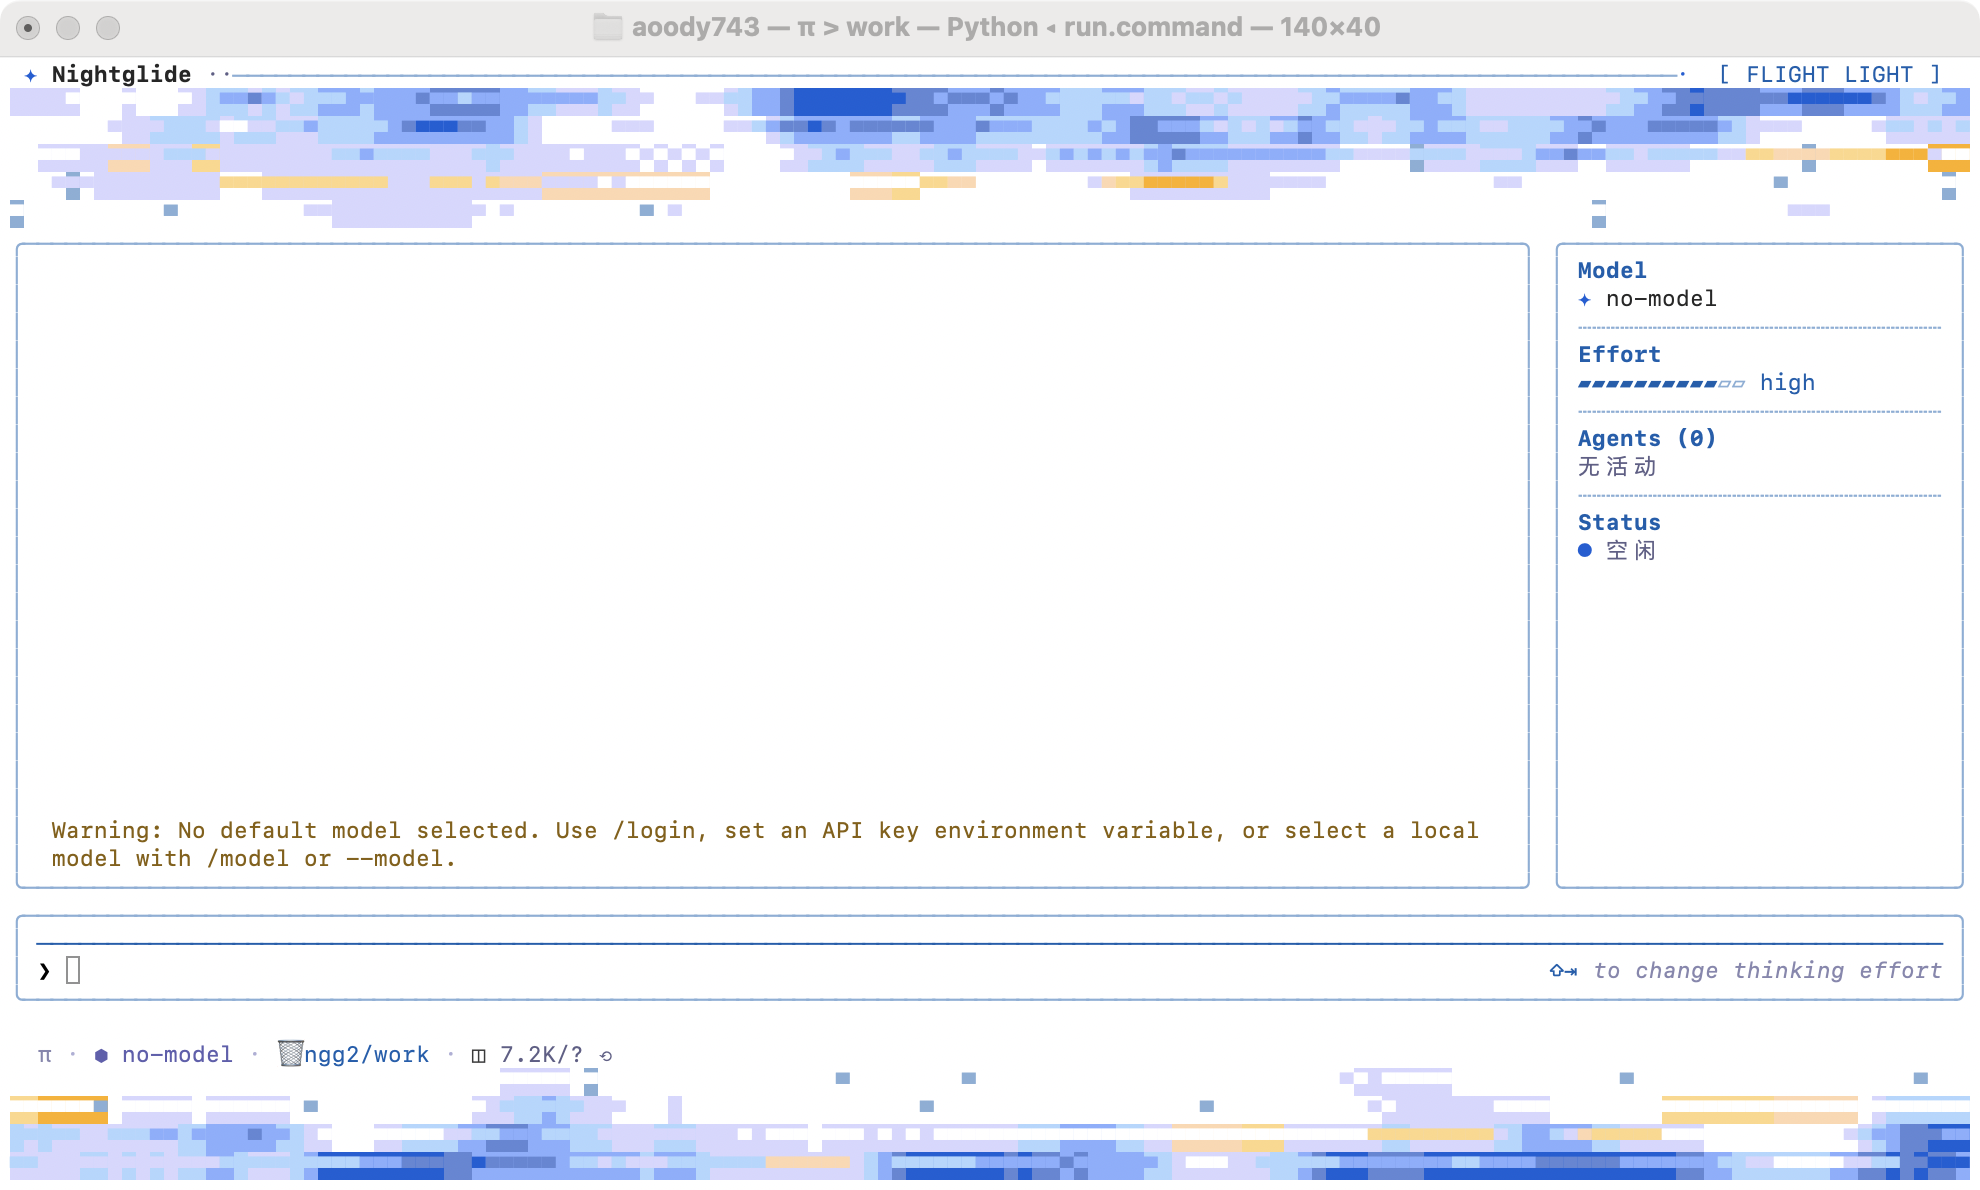 aoody743 — π > work — Python ◂ run.command — 140×40
✦ Nightglide
[ FLIGHT LIGHT ]
Warning: No default model selected. Use /login, set an API key environment variable, or select a local
model with /model or --model.
Model
✦ no-model
Effort
high
Agents (0)
无活动
Status
● 空闲
❯
⇧⇥ to change thinking effort
π · ⬢ no-model · 🗑ngg2/work · ◫ 7.2K/? ⟲